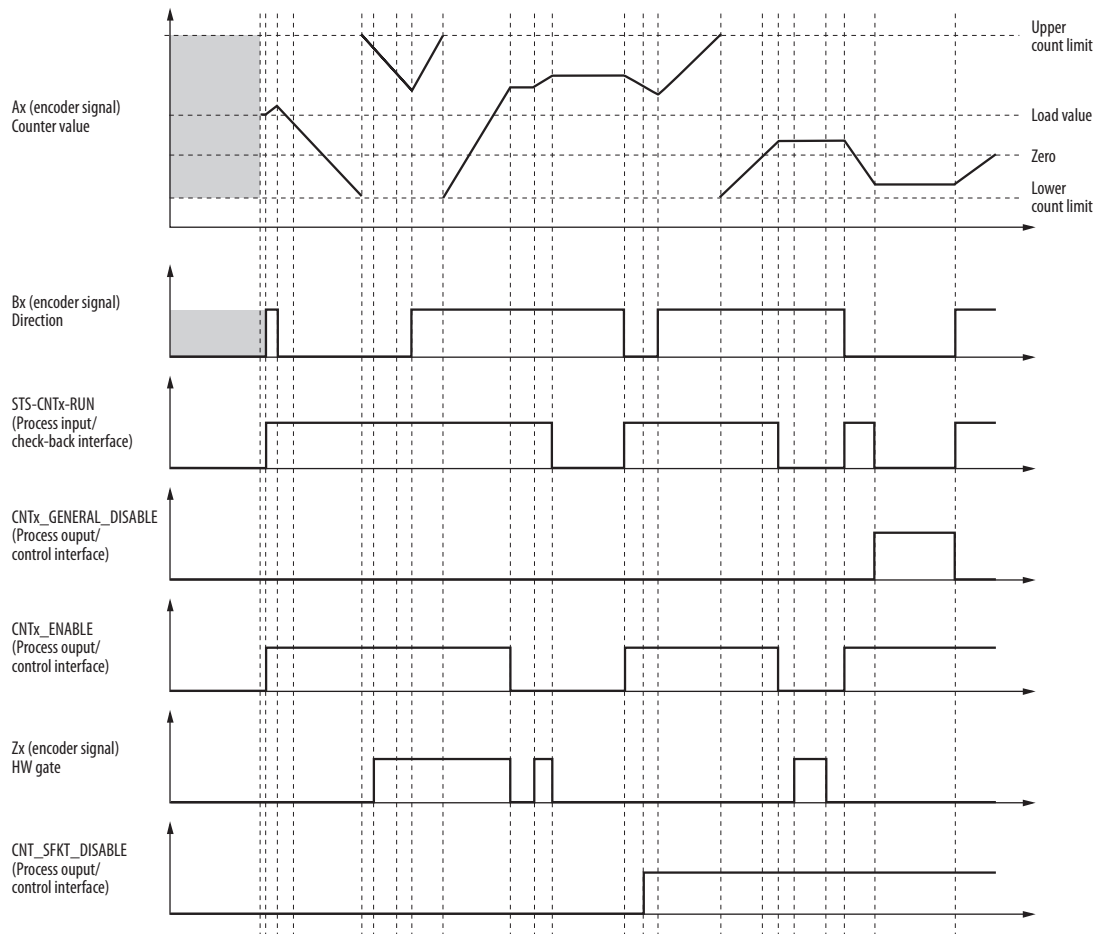 Upper
count limit
Ax (encoder signal)
Counter value
Load value
Zero
Lower
count limit
Bx (encoder signal)
Direction
STS-CNTx-RUN
(Process input/
check-back interface)
CNTx_GENERAL_DISABLE
(Process ouput/
control interface)
CNTx_ENABLE
(Process ouput/
control interface)
Zx (encoder signal)
HW gate
CNT_SFKT_DISABLE
(Process ouput/
control interface)